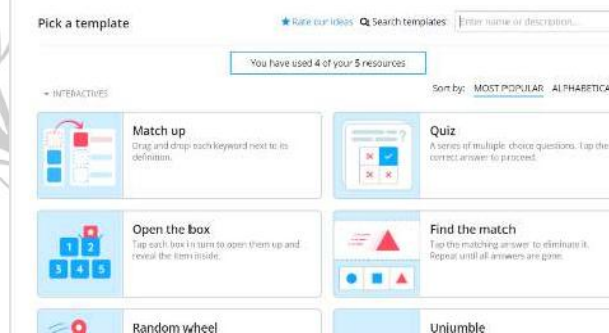 Pick a template
Rate our ideas Search templates: Enter name or description...
You have used 4 of your 5 resources
INTERACTIVES
Sort by: MOST POPULAR ALPHABETICA
Match up
Drag and drop each keyword next to its
definition.
Quiz
A series of multiple choice questions. Tap the
correct answer to proceed.
?
Open the box
Tap each box in turn to open them up and
reveal the item inside.
1 2
3 4 5
Find the match
Tap the matching answer to eliminate it.
Repeat until all answers are gone.
Random wheel
Unjumble